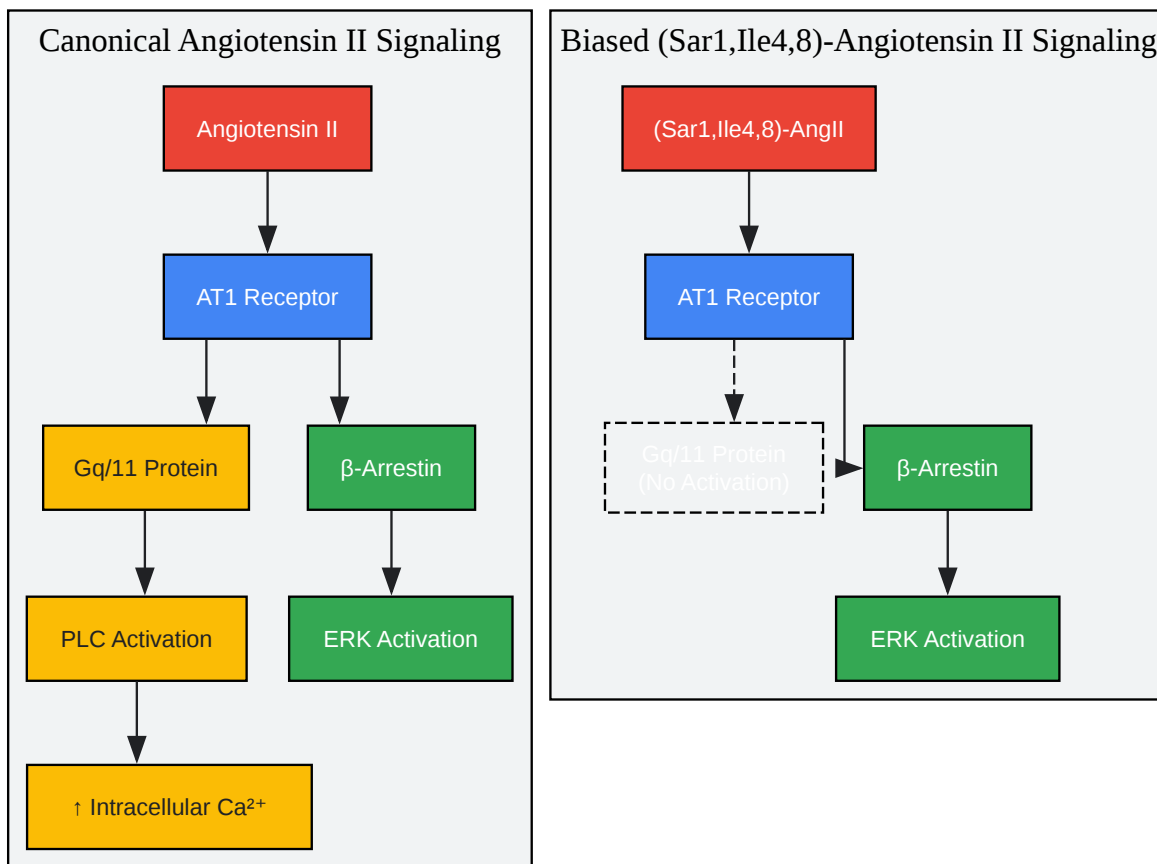 Canonical Angiotensin II Signaling
Angiotensin II
AT1 Receptor
Gq/11 Protein
β-Arrestin
PLC Activation
ERK Activation
↑ Intracellular Ca²⁺
Biased (Sar1,Ile4,8)-Angiotensin II Signaling
(Sar1,Ile4,8)-AngII
AT1 Receptor
Gq/11 Protein
(No Activation)
β-Arrestin
ERK Activation